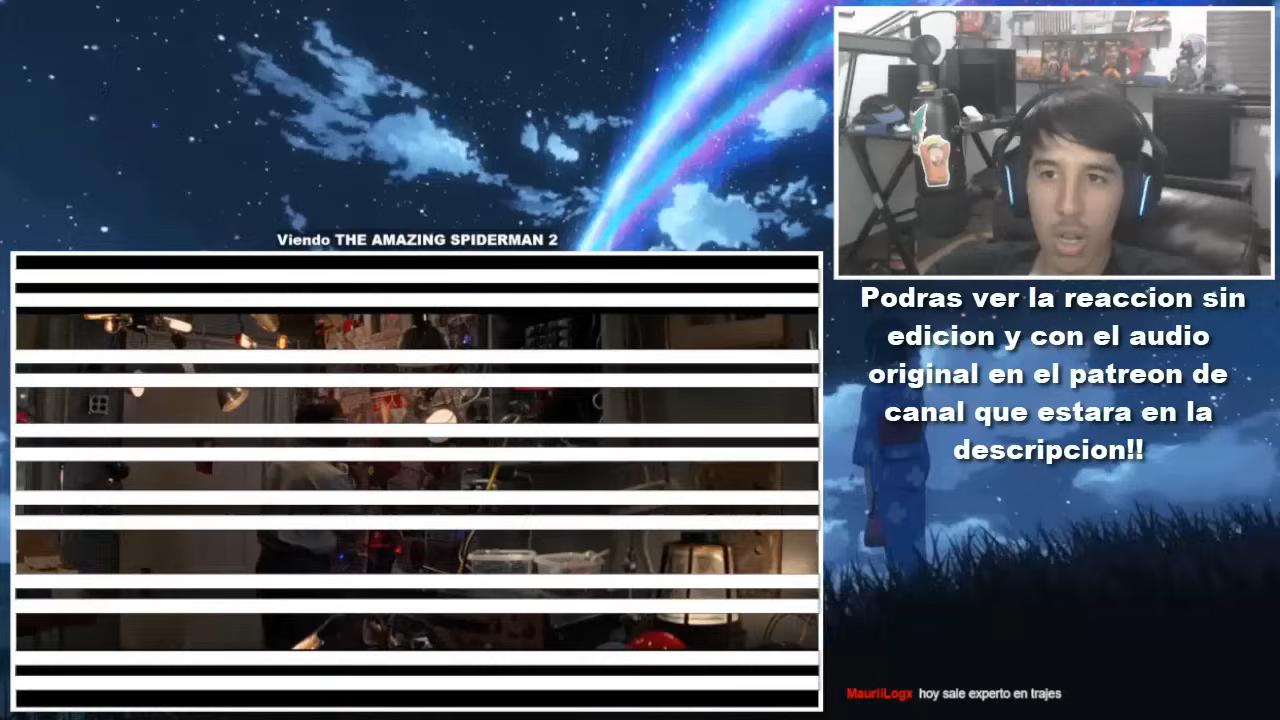 Viendo THE AMAZING SPIDERMAN 2
Podras ver la reaccion sin
edicion y con el audio
original en el patreon de
canal que estara en la
descripcion!!
MauriiLogx hoy sale experto en trajes